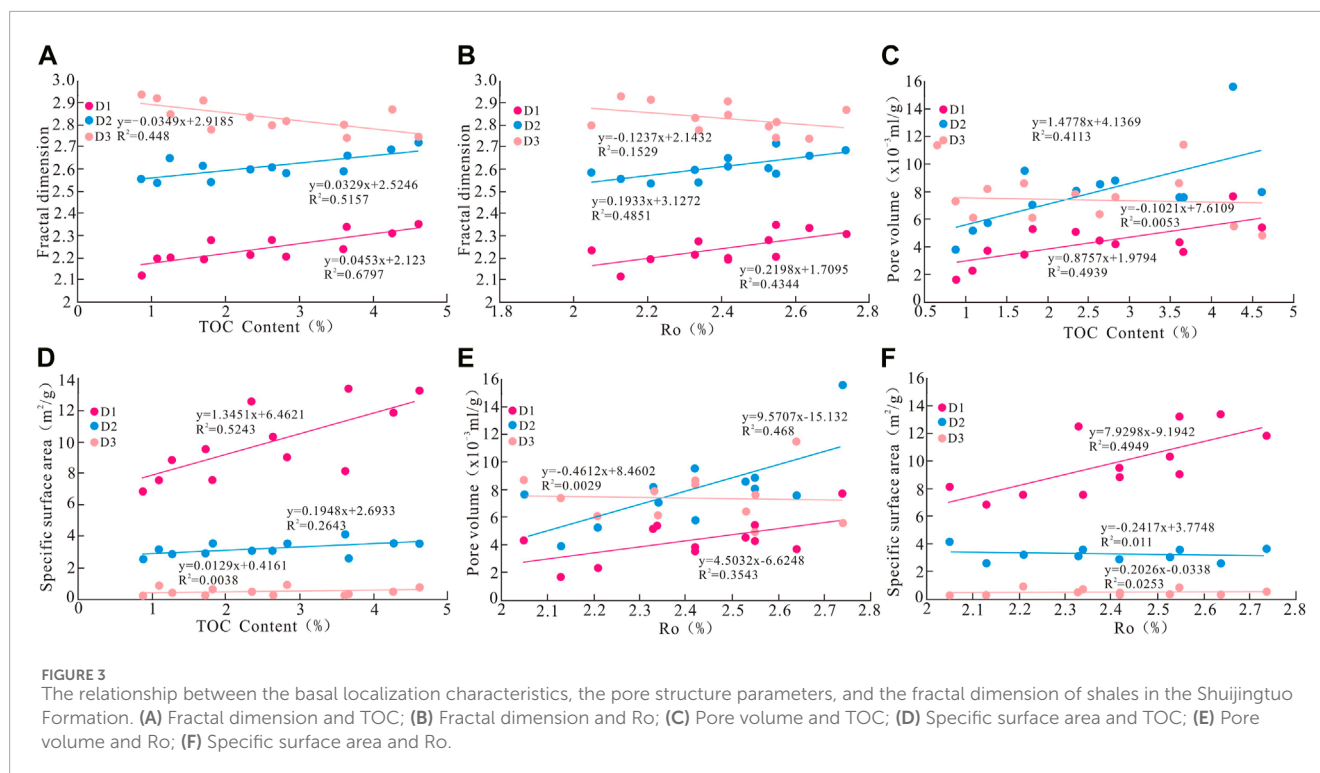 A
3.0
2.9
2.8
2.7
2.6
2.5
2.4
2.3
2.2
2.1
2
Fractal dimension
D1
D2
D3
y=-0.0349x+2.9185
R²=0.448
y=0.0329x+2.5246
R²=0.5157
y=0.0453x+2.123
R²=0.6797
1 2 3 4 5
TOC Content (%)
B
3.0
2.9
2.8
2.7
2.6
2.5
2.4
2.3
2.2
2.1
2
Fractal dimension
D1
D2
D3
y=-0.1237x+2.1432
R²=0.1529
y=0.1933x+3.1272
R²=0.4851
y=0.2198x+1.7095
R²=0.4344
2 2.2 2.4 2.6 2.8
Ro (%)
C
16
14
12
10
8
6
4
2
0
Pore volume (x10⁻³ml/g)
D1
D2
D3
y=1.4778x+4.1369
R²=0.4113
y=-0.1021x+7.6109
R²=0.0053
y=0.8757x+1.9794
R²=0.4939
0.5 1 1.5 2 2.5 3 3.5 4 4.5 5
TOC Content (%)
D
14
12
10
8
6
4
2
0
Specific surface area (m²/g)
D1
D2
D3
y=1.3451x+6.4621
R²=0.5243
y=0.1948x+2.6933
R²=0.2643
y=0.0129x+0.4161
R²=0.0038
1 2 3 4 5
TOC Content (%)
E
16
14
12
10
8
6
4
2
0
Pore volume (x10⁻³ml/g)
D1
D2
D3
y=9.5707x-15.132
R²=0.468
y=-0.4612x+8.4602
R²=0.0029
y=4.5032x-6.6248
R²=0.3543
2 2.1 2.2 2.3 2.4 2.5 2.6 2.7 2.8
Ro (%)
F
16
14
12
10
8
6
4
2
0
Specific surface area (m²/g)
D1
D2
D3
y=7.9298x-9.1942
R²=0.4949
y=-0.2417x+3.7748
R²=0.011
y=0.2026x-0.0338
R²=0.0253
2 2.1 2.2 2.3 2.4 2.5 2.6 2.7 2.8
Ro (%)
FIGURE 3
The relationship between the basal localization characteristics, the pore structure parameters, and the fractal dimension of shales in the Shuijingtuo
Formation. (A) Fractal dimension and TOC; (B) Fractal dimension and Ro; (C) Pore volume and TOC; (D) Specific surface area and TOC; (E) Pore
volume and Ro; (F) Specific surface area and Ro.